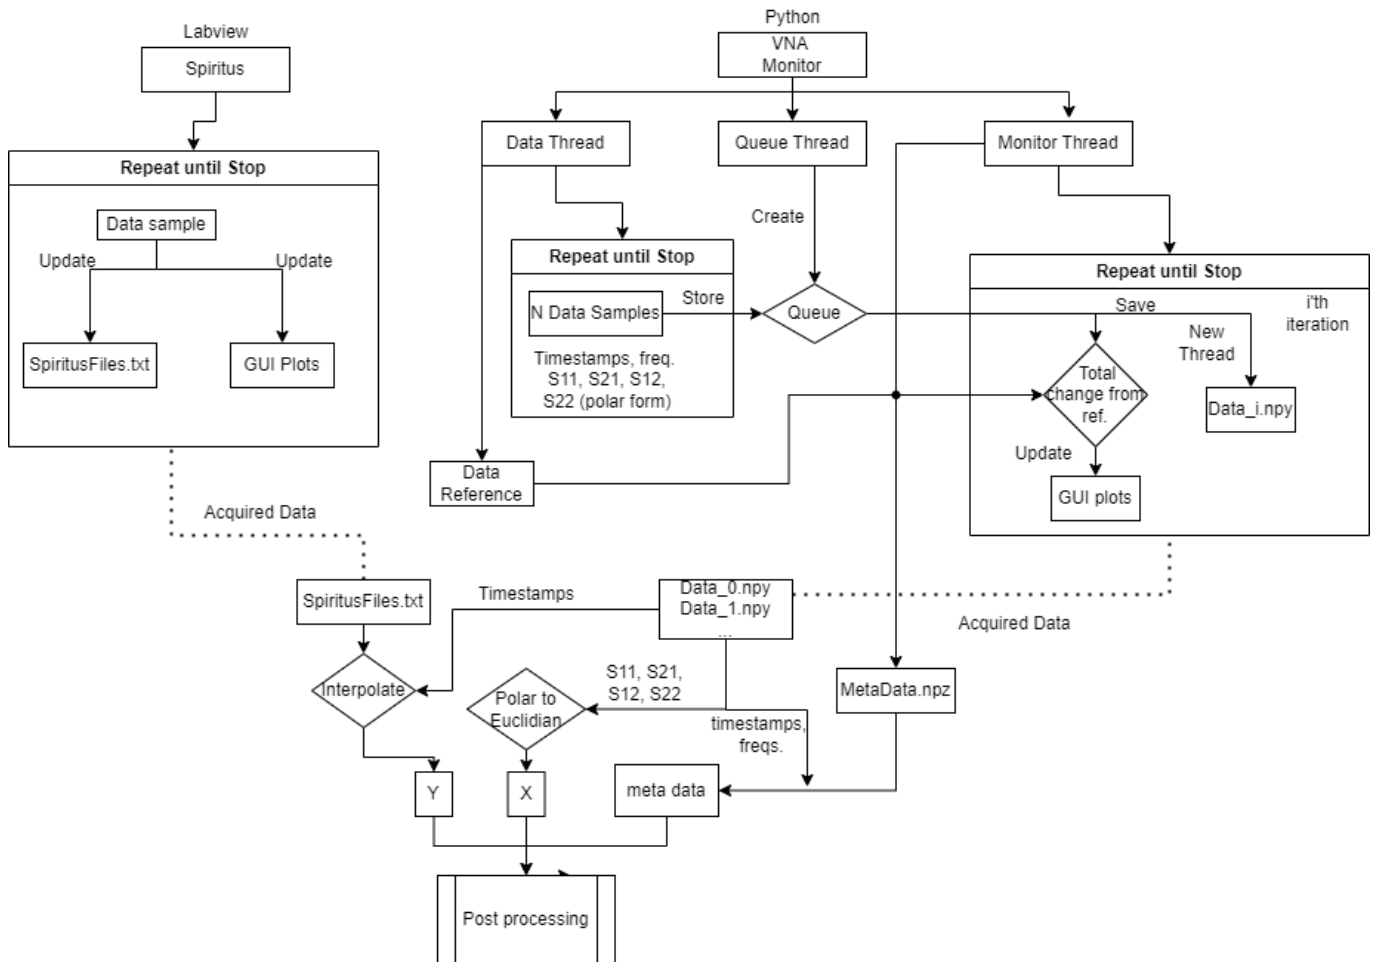 Labview
Spiritus
Repeat until Stop
Data sample
Update
Update
SpiritusFiles.txt
GUI Plots
Python
VNA
Monitor
Data Thread
Queue Thread
Monitor Thread
Create
Repeat until Stop
N Data Samples
Store
Queue
Timestamps, freq.
S11, S21, S12,
S22 (polar form)
Data
Reference
Repeat until Stop
Save
i'th
iteration
New
Thread
Total
change from
ref.
Data_i.npy
Update
GUI plots
Acquired Data
Acquired Data
SpiritusFiles.txt
Timestamps
Data_0.npy
Data_1.npy
...
Interpolate
S11, S21,
S12, S22
Polar to
Euclidian
timestamps,
freqs.
MetaData.npz
Y
X
meta data
Post processing